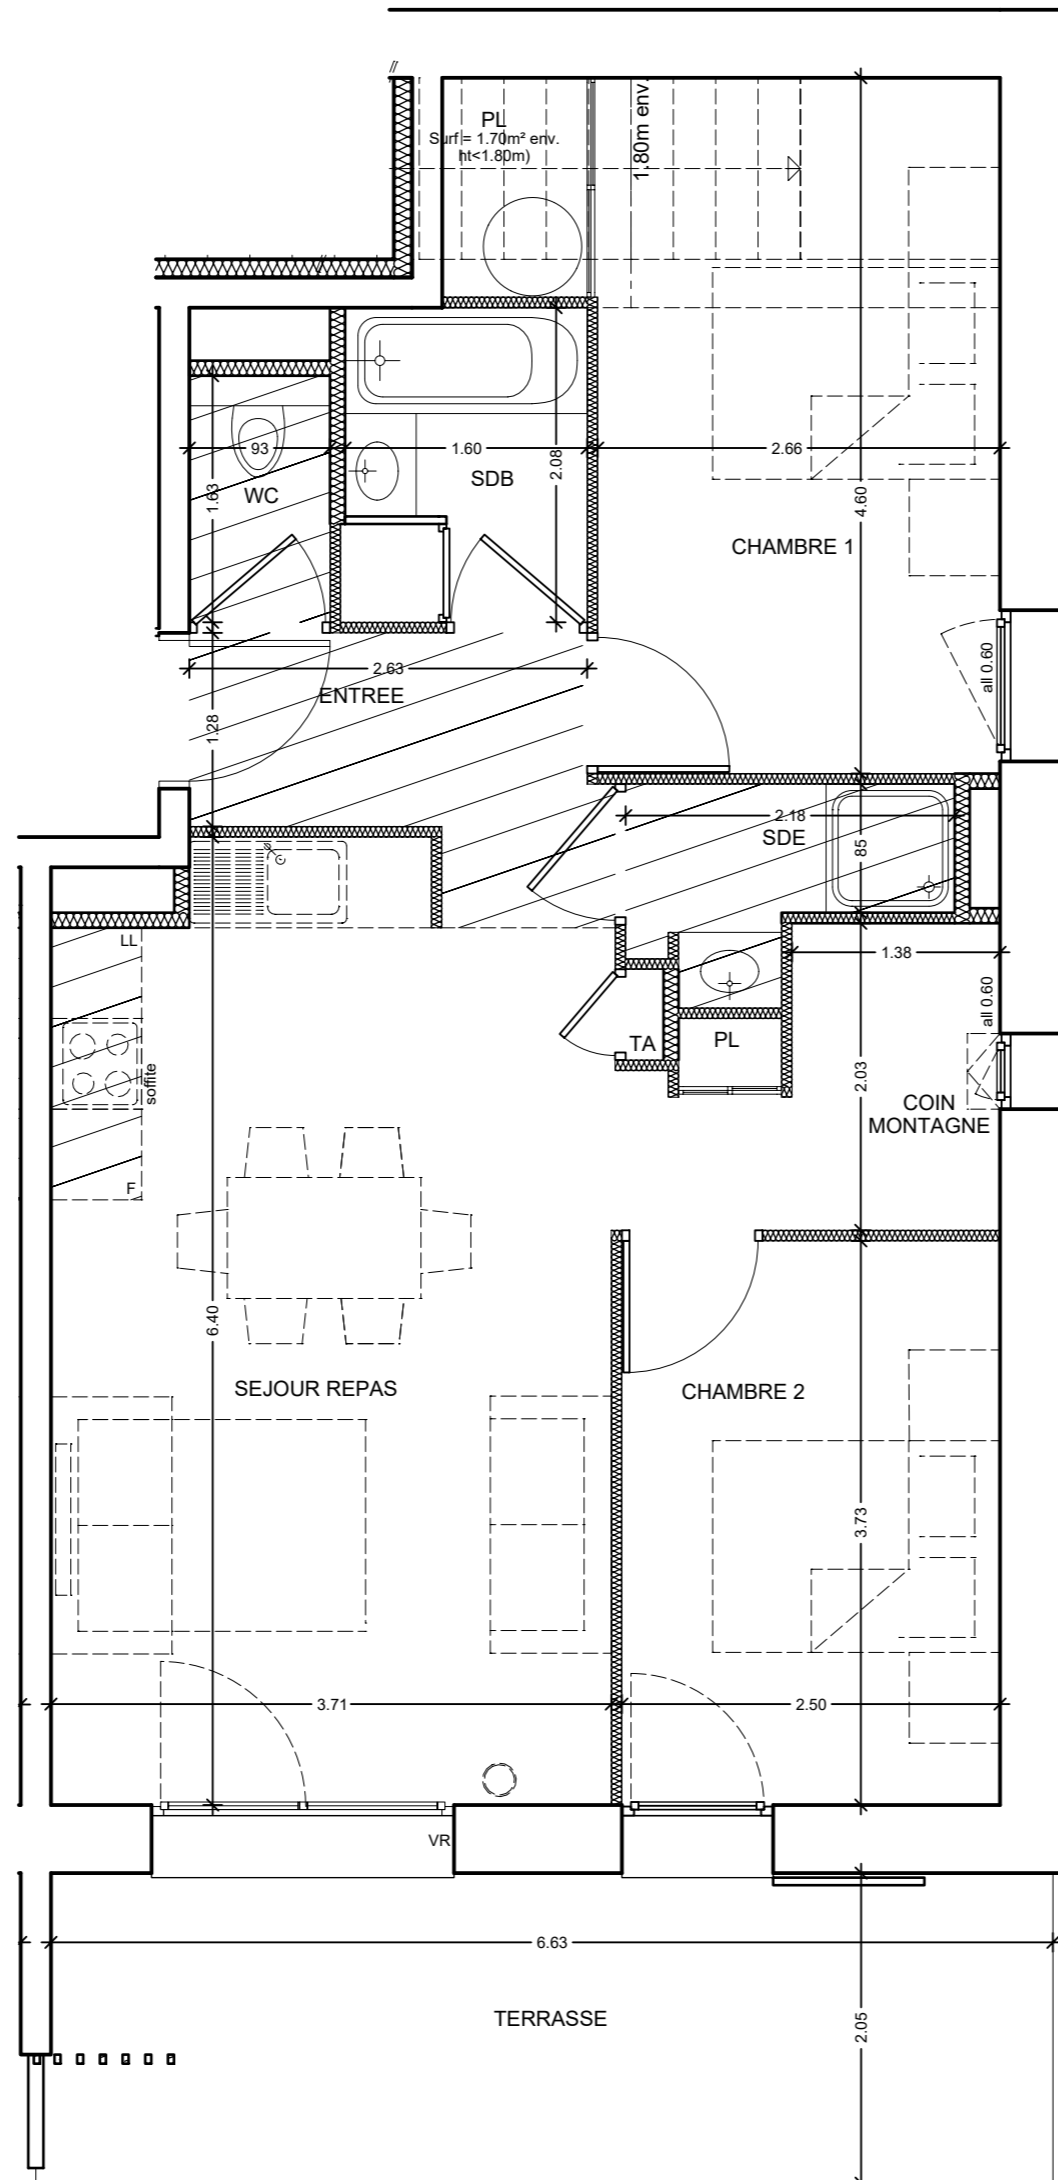 PL
Surf= 1.70m² env.
ht<1.80m)
1.80m env.
93
1.60
2.08
2.66
1.63
WC
SDB
4.60
CHAMBRE 1
2.63
ENTREE
all 0.60
1.28
2.18
SDE
85
LL
1.38
all 0.60
TA
PL
soffite
2.03
COIN
MONTAGNE
F
6.40
SEJOUR REPAS
CHAMBRE 2
3.73
3.71
2.50
VR
6.63
TERRASSE
2.05